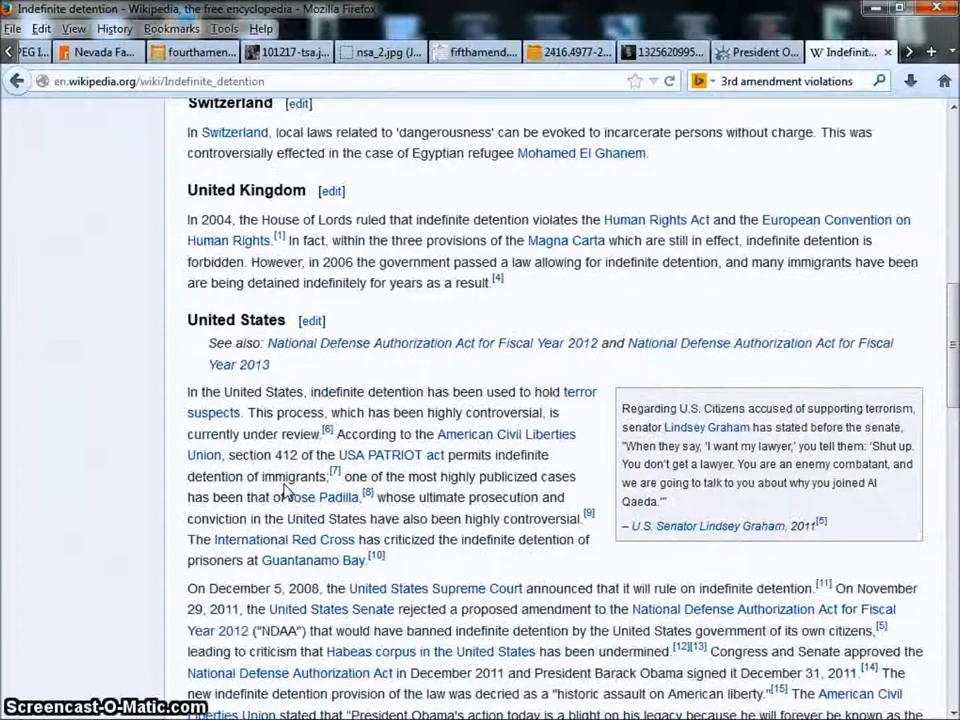 Indefinite detention - Wikipedia, the free encyclopedia - Mozilla Firefox
File Edit View History Bookmarks Tools Help
PEG I... Nevada Fa... fourthamen... 101217-tsa.j... nsa_2.jpg (J... fifthamend... 2416.4977-2... 1325620995... President O... Indefinit...
en.wikipedia.org/wiki/Indefinite_detention 3rd amendment violations
Switzerland [edit]
In Switzerland, local laws related to 'dangerousness' can be evoked to incarcerate persons without charge. This was
controversially effected in the case of Egyptian refugee Mohamed El Ghanem.
United Kingdom [edit]
In 2004, the House of Lords ruled that indefinite detention violates the Human Rights Act and the European Convention on
Human Rights.[1] In fact, within the three provisions of the Magna Carta which are still in effect, indefinite detention is
forbidden. However, in 2006 the government passed a law allowing for indefinite detention, and many immigrants have been
are being detained indefinitely for years as a result.[4]
United States [edit]
See also: National Defense Authorization Act for Fiscal Year 2012 and National Defense Authorization Act for Fiscal
Year 2013
In the United States, indefinite detention has been used to hold terror
suspects. This process, which has been highly controversial, is
currently under review.[6] According to the American Civil Liberties
Union, section 412 of the USA PATRIOT act permits indefinite
detention of immigrants;[7] one of the most highly publicized cases
has been that of Jose Padilla,[8] whose ultimate prosecution and
conviction in the United States have also been highly controversial.[9]
The International Red Cross has criticized the indefinite detention of
prisoners at Guantanamo Bay.[10]
Regarding U.S. Citizens accused of supporting terrorism,
senator Lindsey Graham has stated before the senate,
"When they say, 'I want my lawyer,' you tell them: 'Shut up.
You don't get a lawyer. You are an enemy combatant, and
we are going to talk to you about why you joined Al
Qaeda.'"
– U.S. Senator Lindsey Graham, 2011[5]
On December 5, 2008, the United States Supreme Court announced that it will rule on indefinite detention.[11] On November
29, 2011, the United States Senate rejected a proposed amendment to the National Defense Authorization Act for Fiscal
Year 2012 ("NDAA") that would have banned indefinite detention by the United States government of its own citizens,[5]
leading to criticism that Habeas corpus in the United States has been undermined.[12][13] Congress and Senate approved the
National Defense Authorization Act in December 2011 and President Barack Obama signed it December 31, 2011.[14] The
new indefinite detention provision of the law was decried as a "historic assault on American liberty."[15] The American Civil
Liberties Union stated that "President Obama's action today is a blight on his legacy because he will forever be known as the
Screencast-O-Matic.com